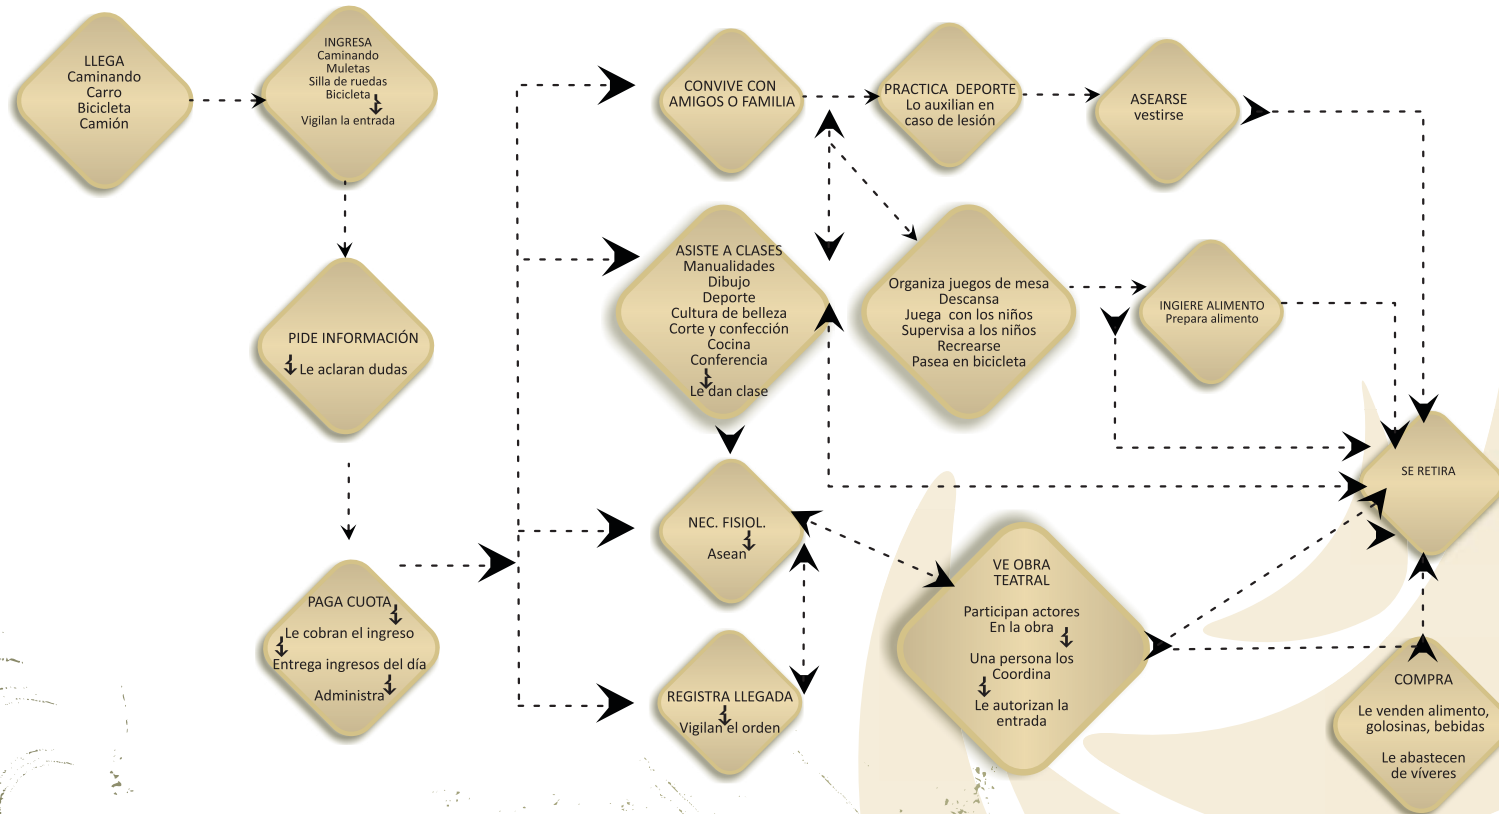 LLEGA
Caminando
Carro
Bicicleta
Camión
INGRESA
Caminando
Muletas
Silla de ruedas
Bicicleta
Vigilan la entrada
PIDE INFORMACIÓN
Le aclaran dudas
PAGA CUOTA
Le cobran el ingreso
Entrega ingresos del día
Administra
CONVIVE CON
AMIGOS O FAMILIA
PRACTICA DEPORTE
Lo auxilian en
caso de lesión
ASEARSE
vestirse
ASISTE A CLASES
Manualidades
Dibujo
Deporte
Cultura de belleza
Corte y confección
Cocina
Conferencia
Le dan clase
Organiza juegos de mesa
Descansa
Juega con los niños
Supervisa a los niños
Recrearse
Pasea en bicicleta
INGIERE ALIMENTO
Prepara alimento
SE RETIRA
NEC. FISIOL.
Asean
VE OBRA
TEATRAL
Participan actores
En la obra
Una persona los
Coordina
Le autorizan la
entrada
REGISTRA LLEGADA
Vigilan el orden
COMPRA
Le venden alimento,
golosinas, bebidas
Le abastecen
de víveres